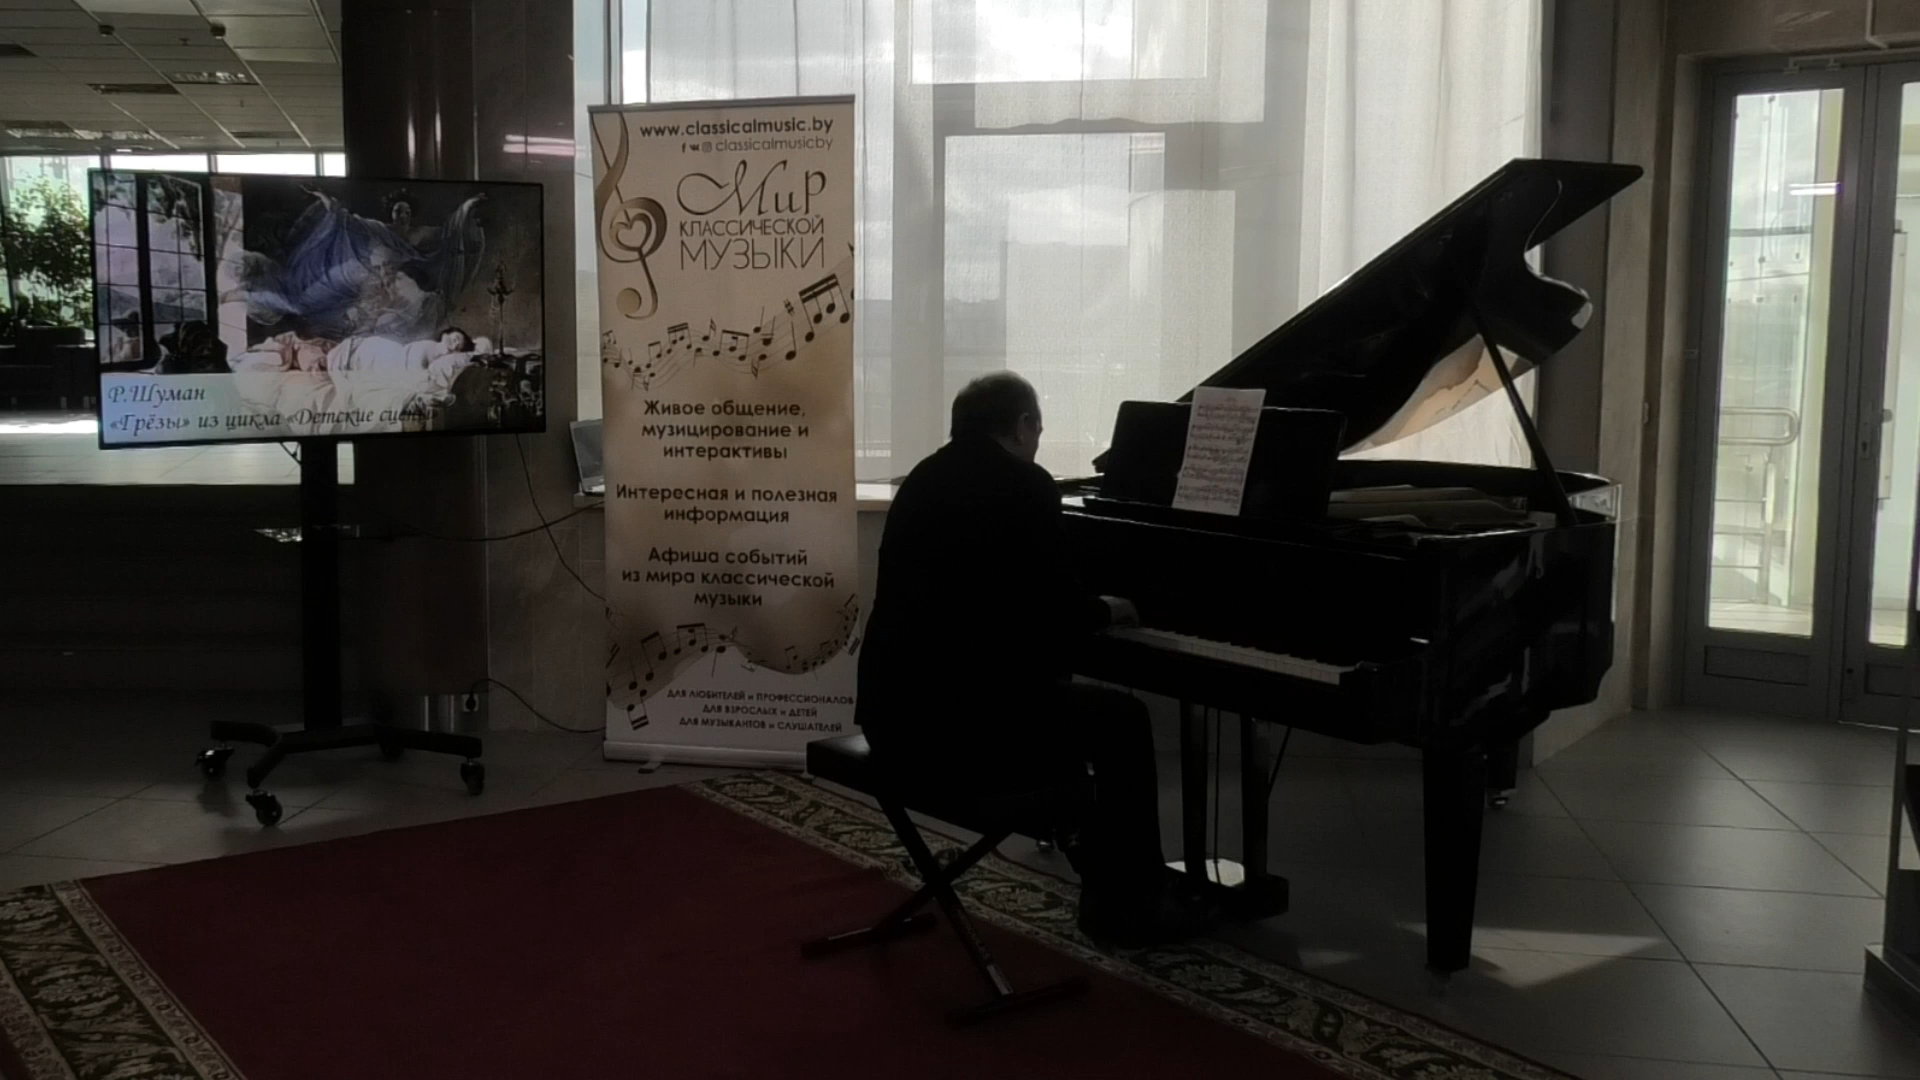 Р.Шуман
«Грёзы» из цикла «Детские сцены»
www.classicalmusic.by
classicalmusicby
Мир
КЛАССИЧЕСКОЙ
МУЗЫКИ
Живое общение,
музицирование и
интерактивы
Интересная и полезная
информация
Афиша событий
из мира классической
музыки
ДЛЯ ЛЮБИТЕЛЕЙ и ПРОФЕССИОНАЛОВ
ДЛЯ ВЗРОСЛЫХ и ДЕТЕЙ
ДЛЯ МУЗЫКАНТОВ и СЛУШАТЕЛЕЙ